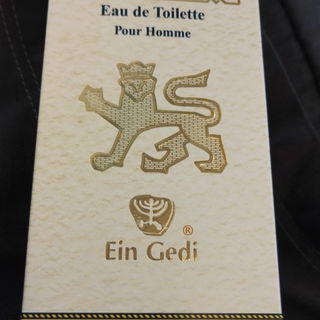 Eau de Toilette
Pour Homme
Ein Gedi ®